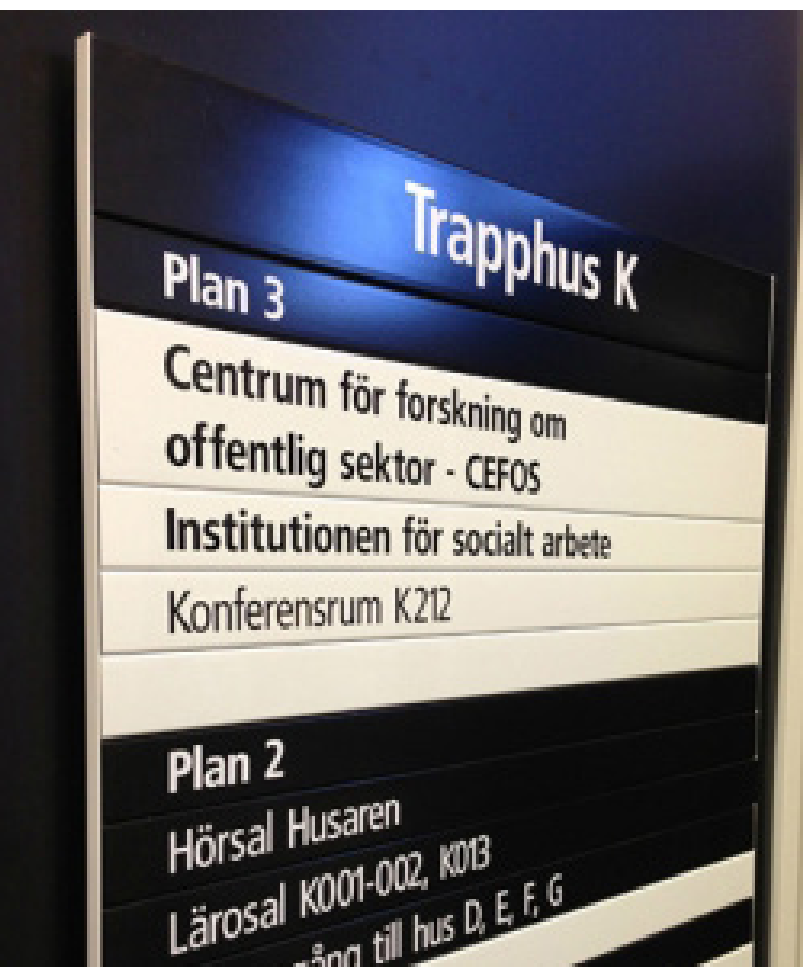 Trapphus K
Plan 3
Centrum för forskning om
offentlig sektor - CEFOS
Institutionen för socialt arbete
Konferensrum K212
Plan 2
Hörsal Husaren
Lärosal K001-002, K013
till hus D, E, F, G